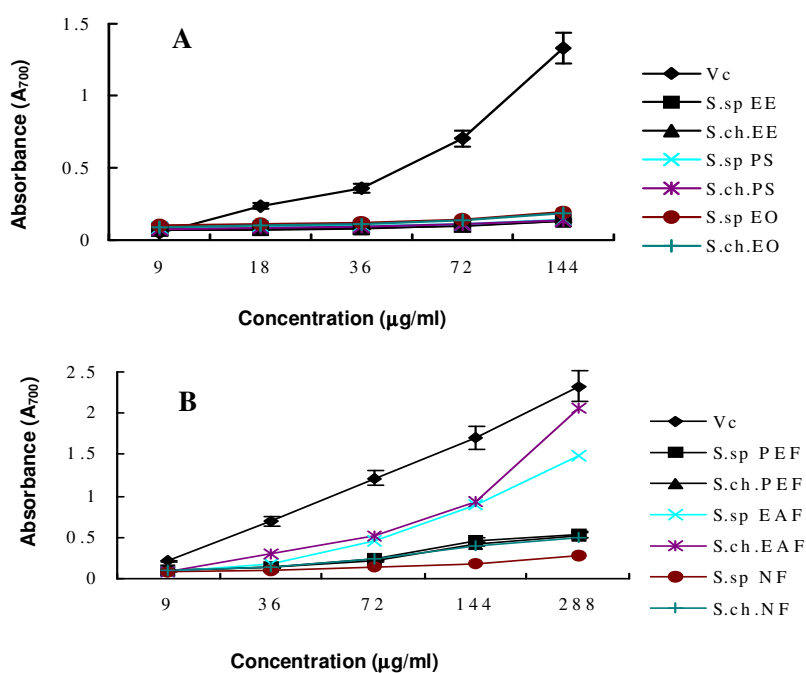 A
Absorbance (A700)
1.5
1
0.5
0
9 18 36 72 144
Concentration (μg/ml)
Vc
S.sp EE
S.ch.EE
S.sp PS
S.ch.PS
S.sp EO
S.ch.EO
B
Absorbance (A700)
2.5
2
1.5
1
0.5
0
9 36 72 144 288
Concentration (μg/ml)
Vc
S.sp PEF
S.ch.PEF
S.sp EAF
S.ch.EAF
S.sp NF
S.ch.NF